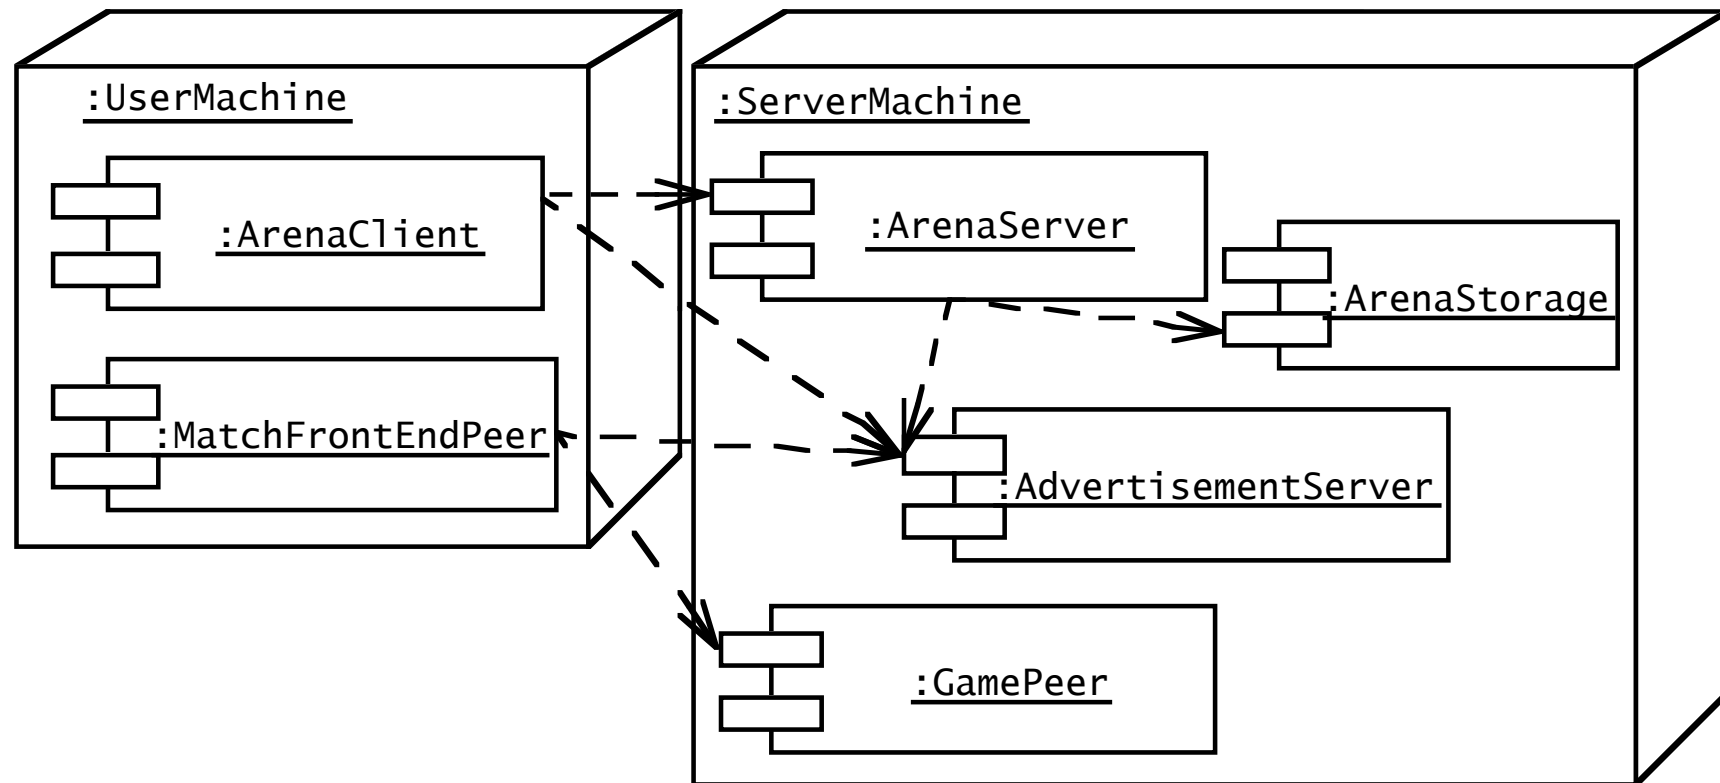 :UserMachine
:ServerMachine
:ArenaClient
:ArenaServer
:ArenaStorage
:MatchFrontEndPeer
:AdvertisementServer
:GamePeer